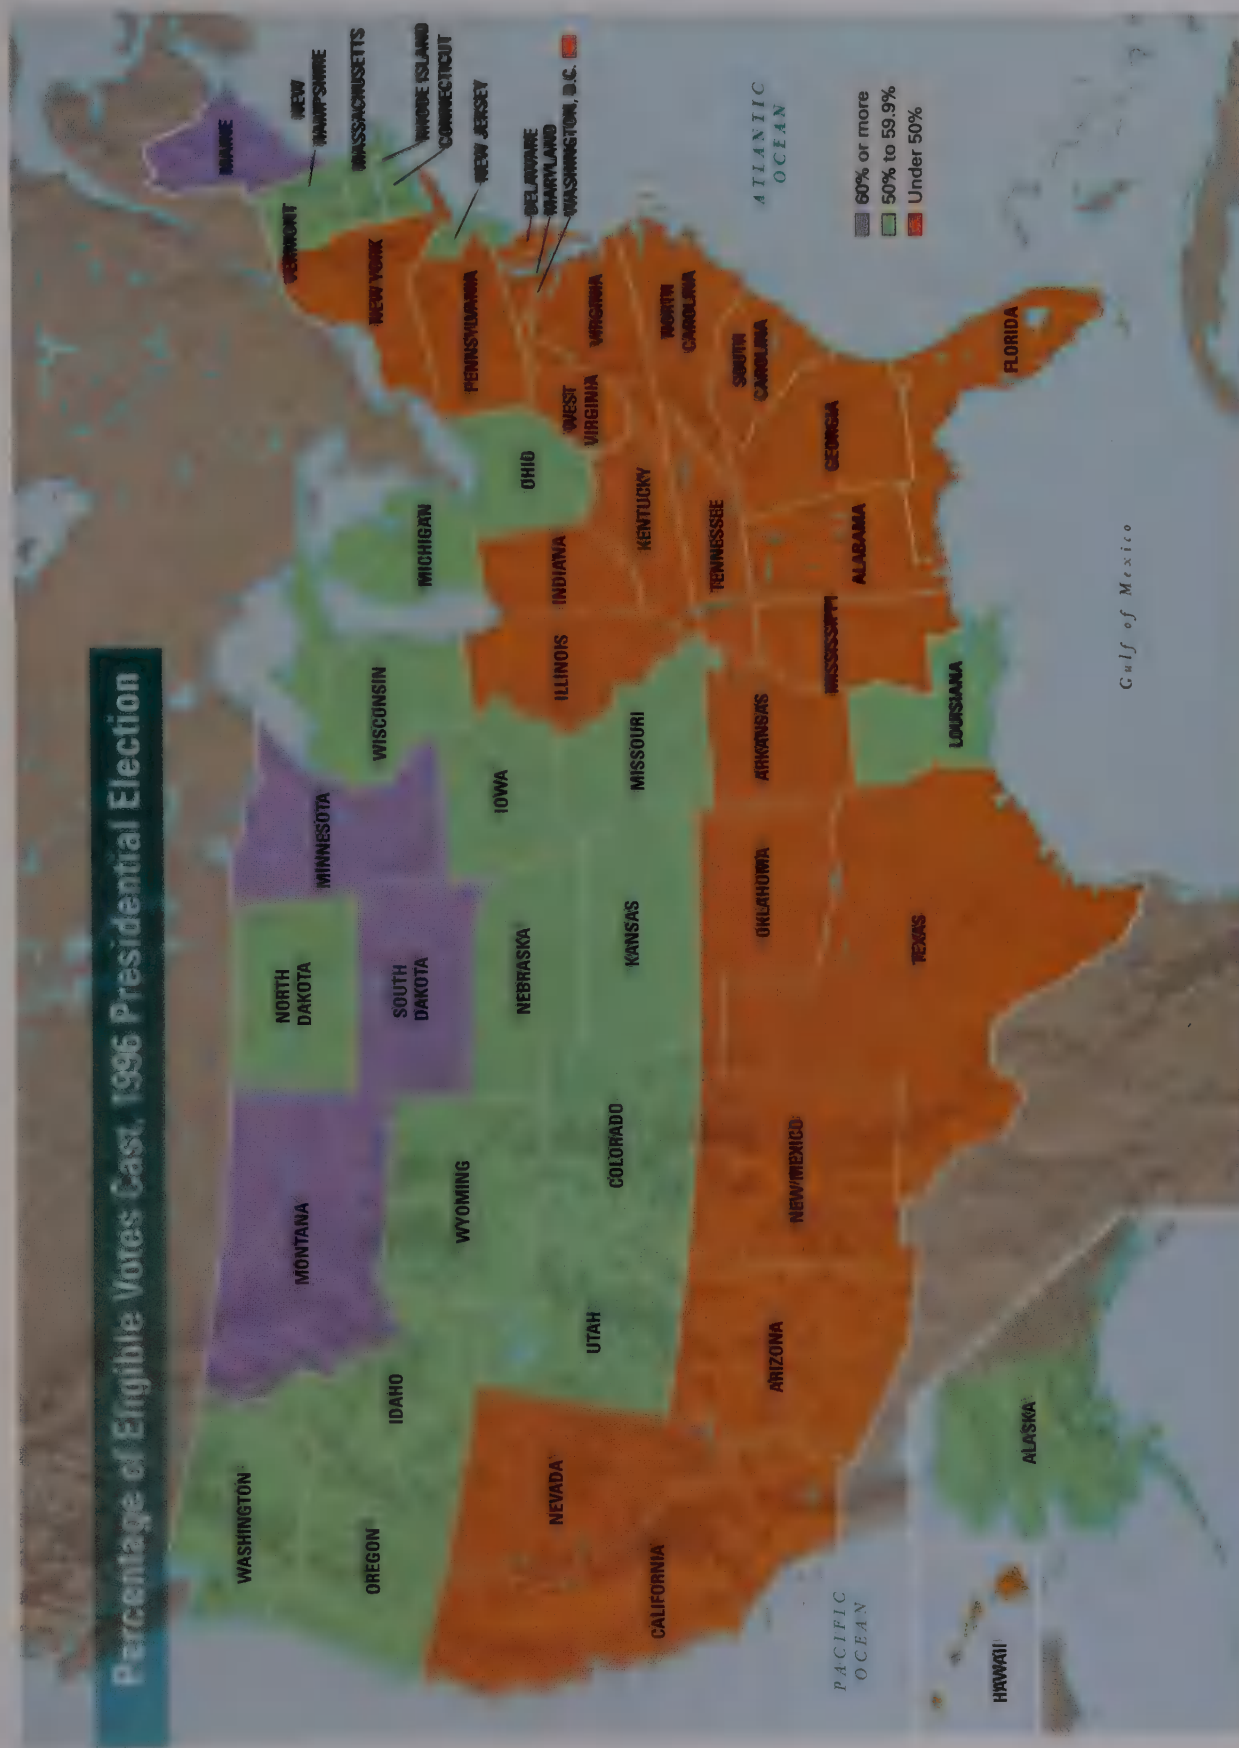 Percentage of Eligible Votes Cast, 1996 Presidential Election
WASHINGTON
OREGON
IDAHO
MONTANA
NORTH
DAKOTA
MINNESOTA
WISCONSIN
MICHIGAN
SOUTH
DAKOTA
WYOMING
NEBRASKA
IOWA
NEVADA
CALIFORNIA
UTAH
COLORADO
KANSAS
MISSOURI
ILLINOIS
INDIANA
OHIO
KENTUCKY
WEST
VIRGINIA
VIRGINIA
PENNSYLVANIA
NEW YORK
VERMONT
MAINE
NEW
HAMPSHIRE
MASSACHUSETTS
RHODE ISLAND
CONNECTICUT
NEW JERSEY
DELAWARE
MARYLAND
WASHINGTON, D.C.
NORTH
CAROLINA
SOUTH
CAROLINA
TENNESSEE
ARKANSAS
OKLAHOMA
NEW MEXICO
ARIZONA
TEXAS
LOUISIANA
MISSISSIPPI
ALABAMA
GEORGIA
FLORIDA
ALASKA
HAWAII
PACIFIC
OCEAN
ATLANTIC
OCEAN
Gulf of Mexico
60% or more
50% to 59.9%
Under 50%